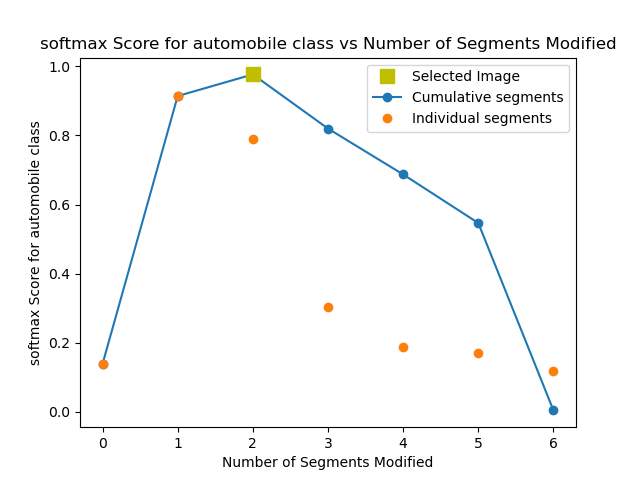 softmax Score for automobile class vs Number of Segments Modified
1.0
0.8
0.6
0.4
0.2
0.0
softmax Score for automobile class
Selected Image
Cumulative segments
Individual segments
0 1 2 3 4 5 6
Number of Segments Modified